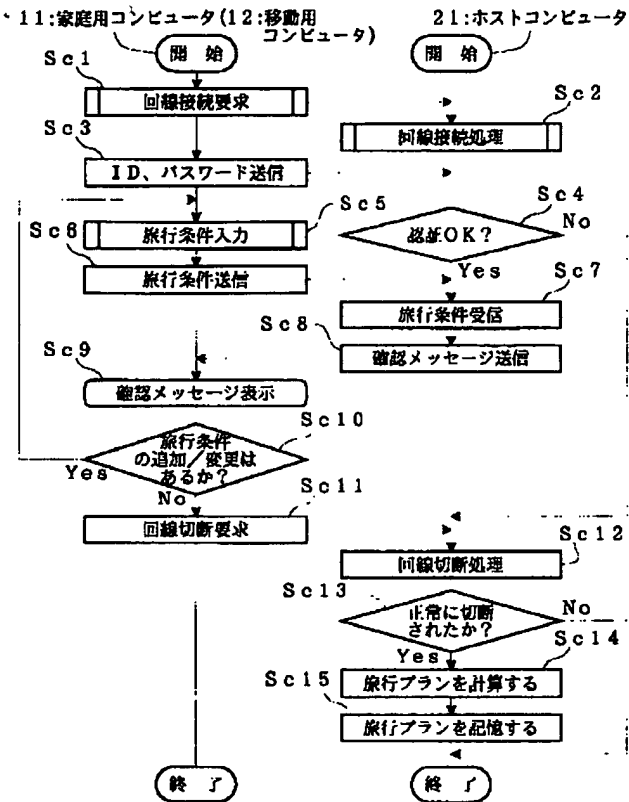 11:家庭用コンピュータ(12:移動用
コンピュータ)
21:ホストコンピュータ
開 始
開 始
Sc1
回線接続要求
Sc2
回線接続処理
Sc3
ID、パスワード送信
Sc4
認証OK?
No
Yes
Sc5
旅行条件入力
Sc6
旅行条件送信
Sc7
旅行条件受信
Sc8
確認メッセージ送信
Sc9
確認メッセージ表示
Sc10
旅行条件
の追加/変更は
あるか?
Yes
No
Sc11
回線切断要求
Sc12
回線切断処理
Sc13
正常に切断
されたか?
No
Yes
Sc14
旅行プランを計算する
Sc15
旅行プランを記憶する
終 了
終 了